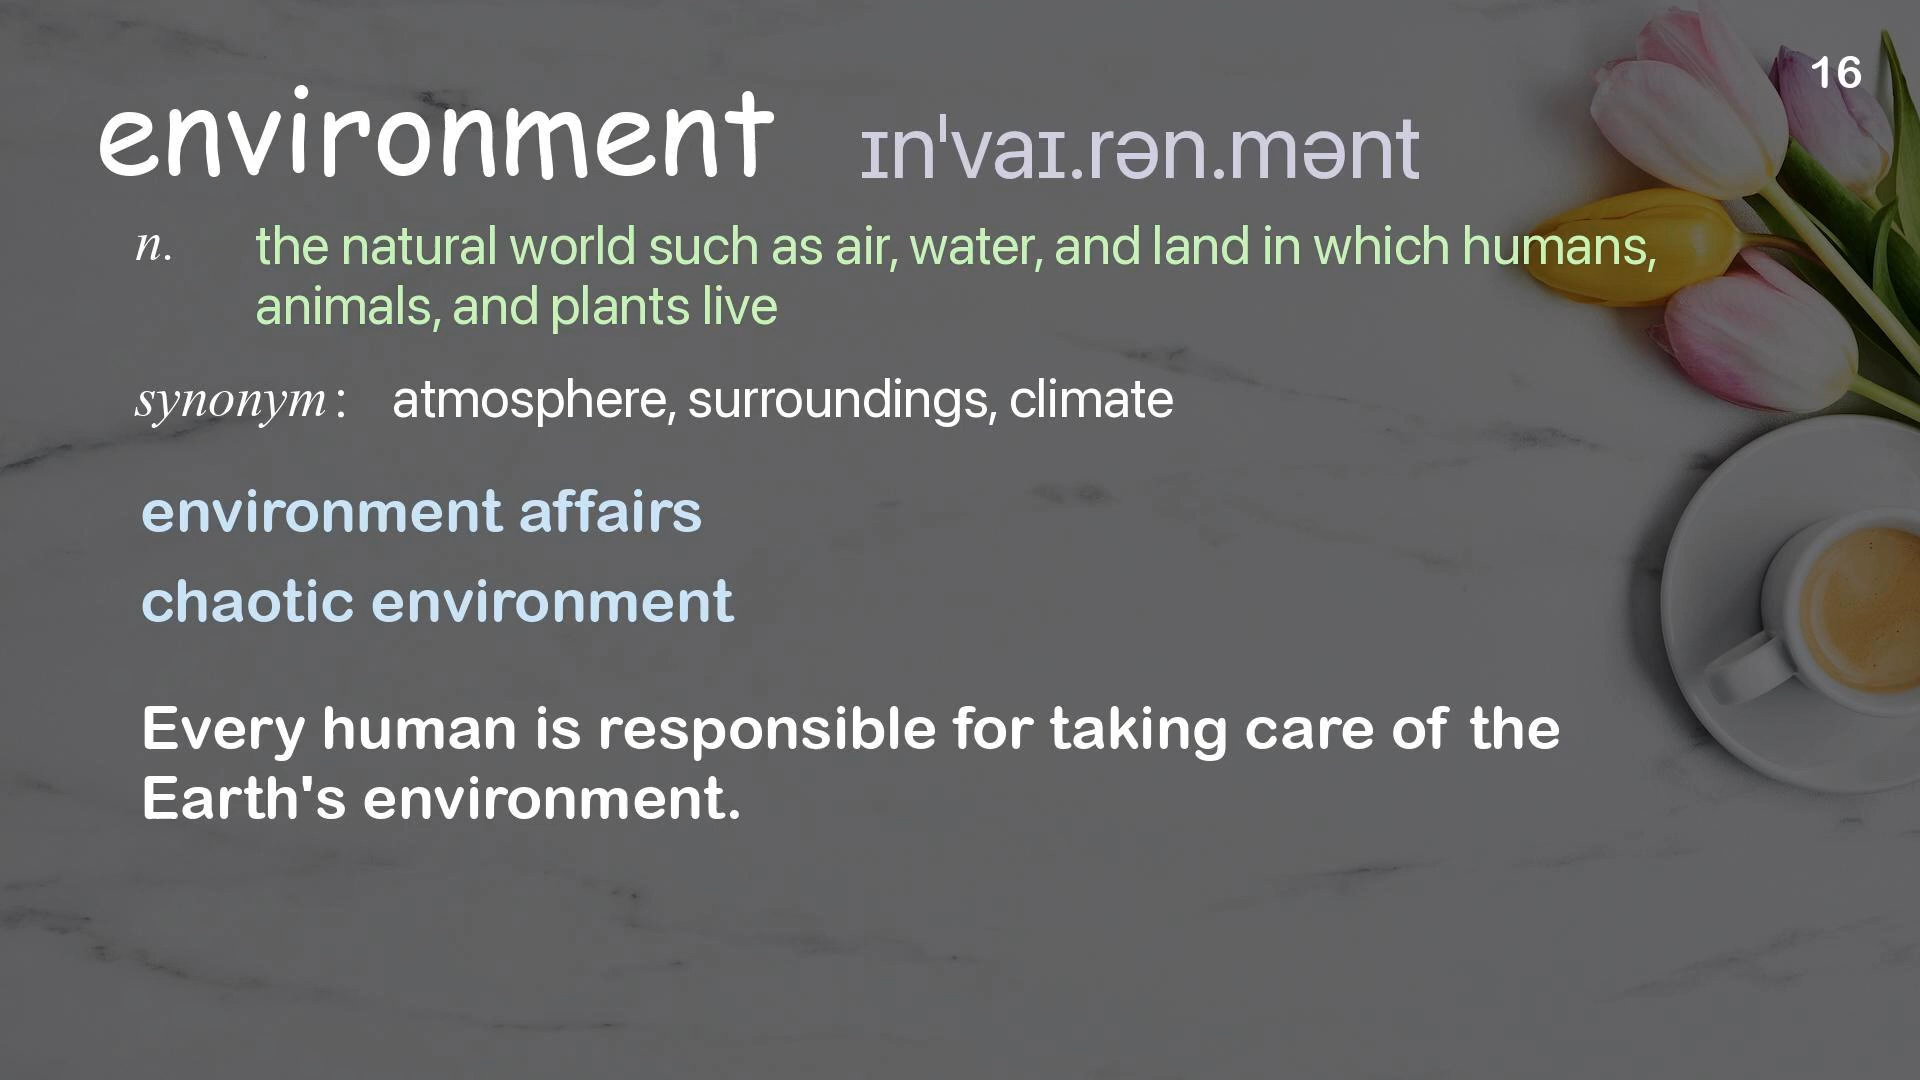 16
environment ɪnˈvaɪ.rən.mənt
n. the natural world such as air, water, and land in which humans,
animals, and plants live
synonym: atmosphere, surroundings, climate
environment affairs
chaotic environment
Every human is responsible for taking care of the
Earth's environment.